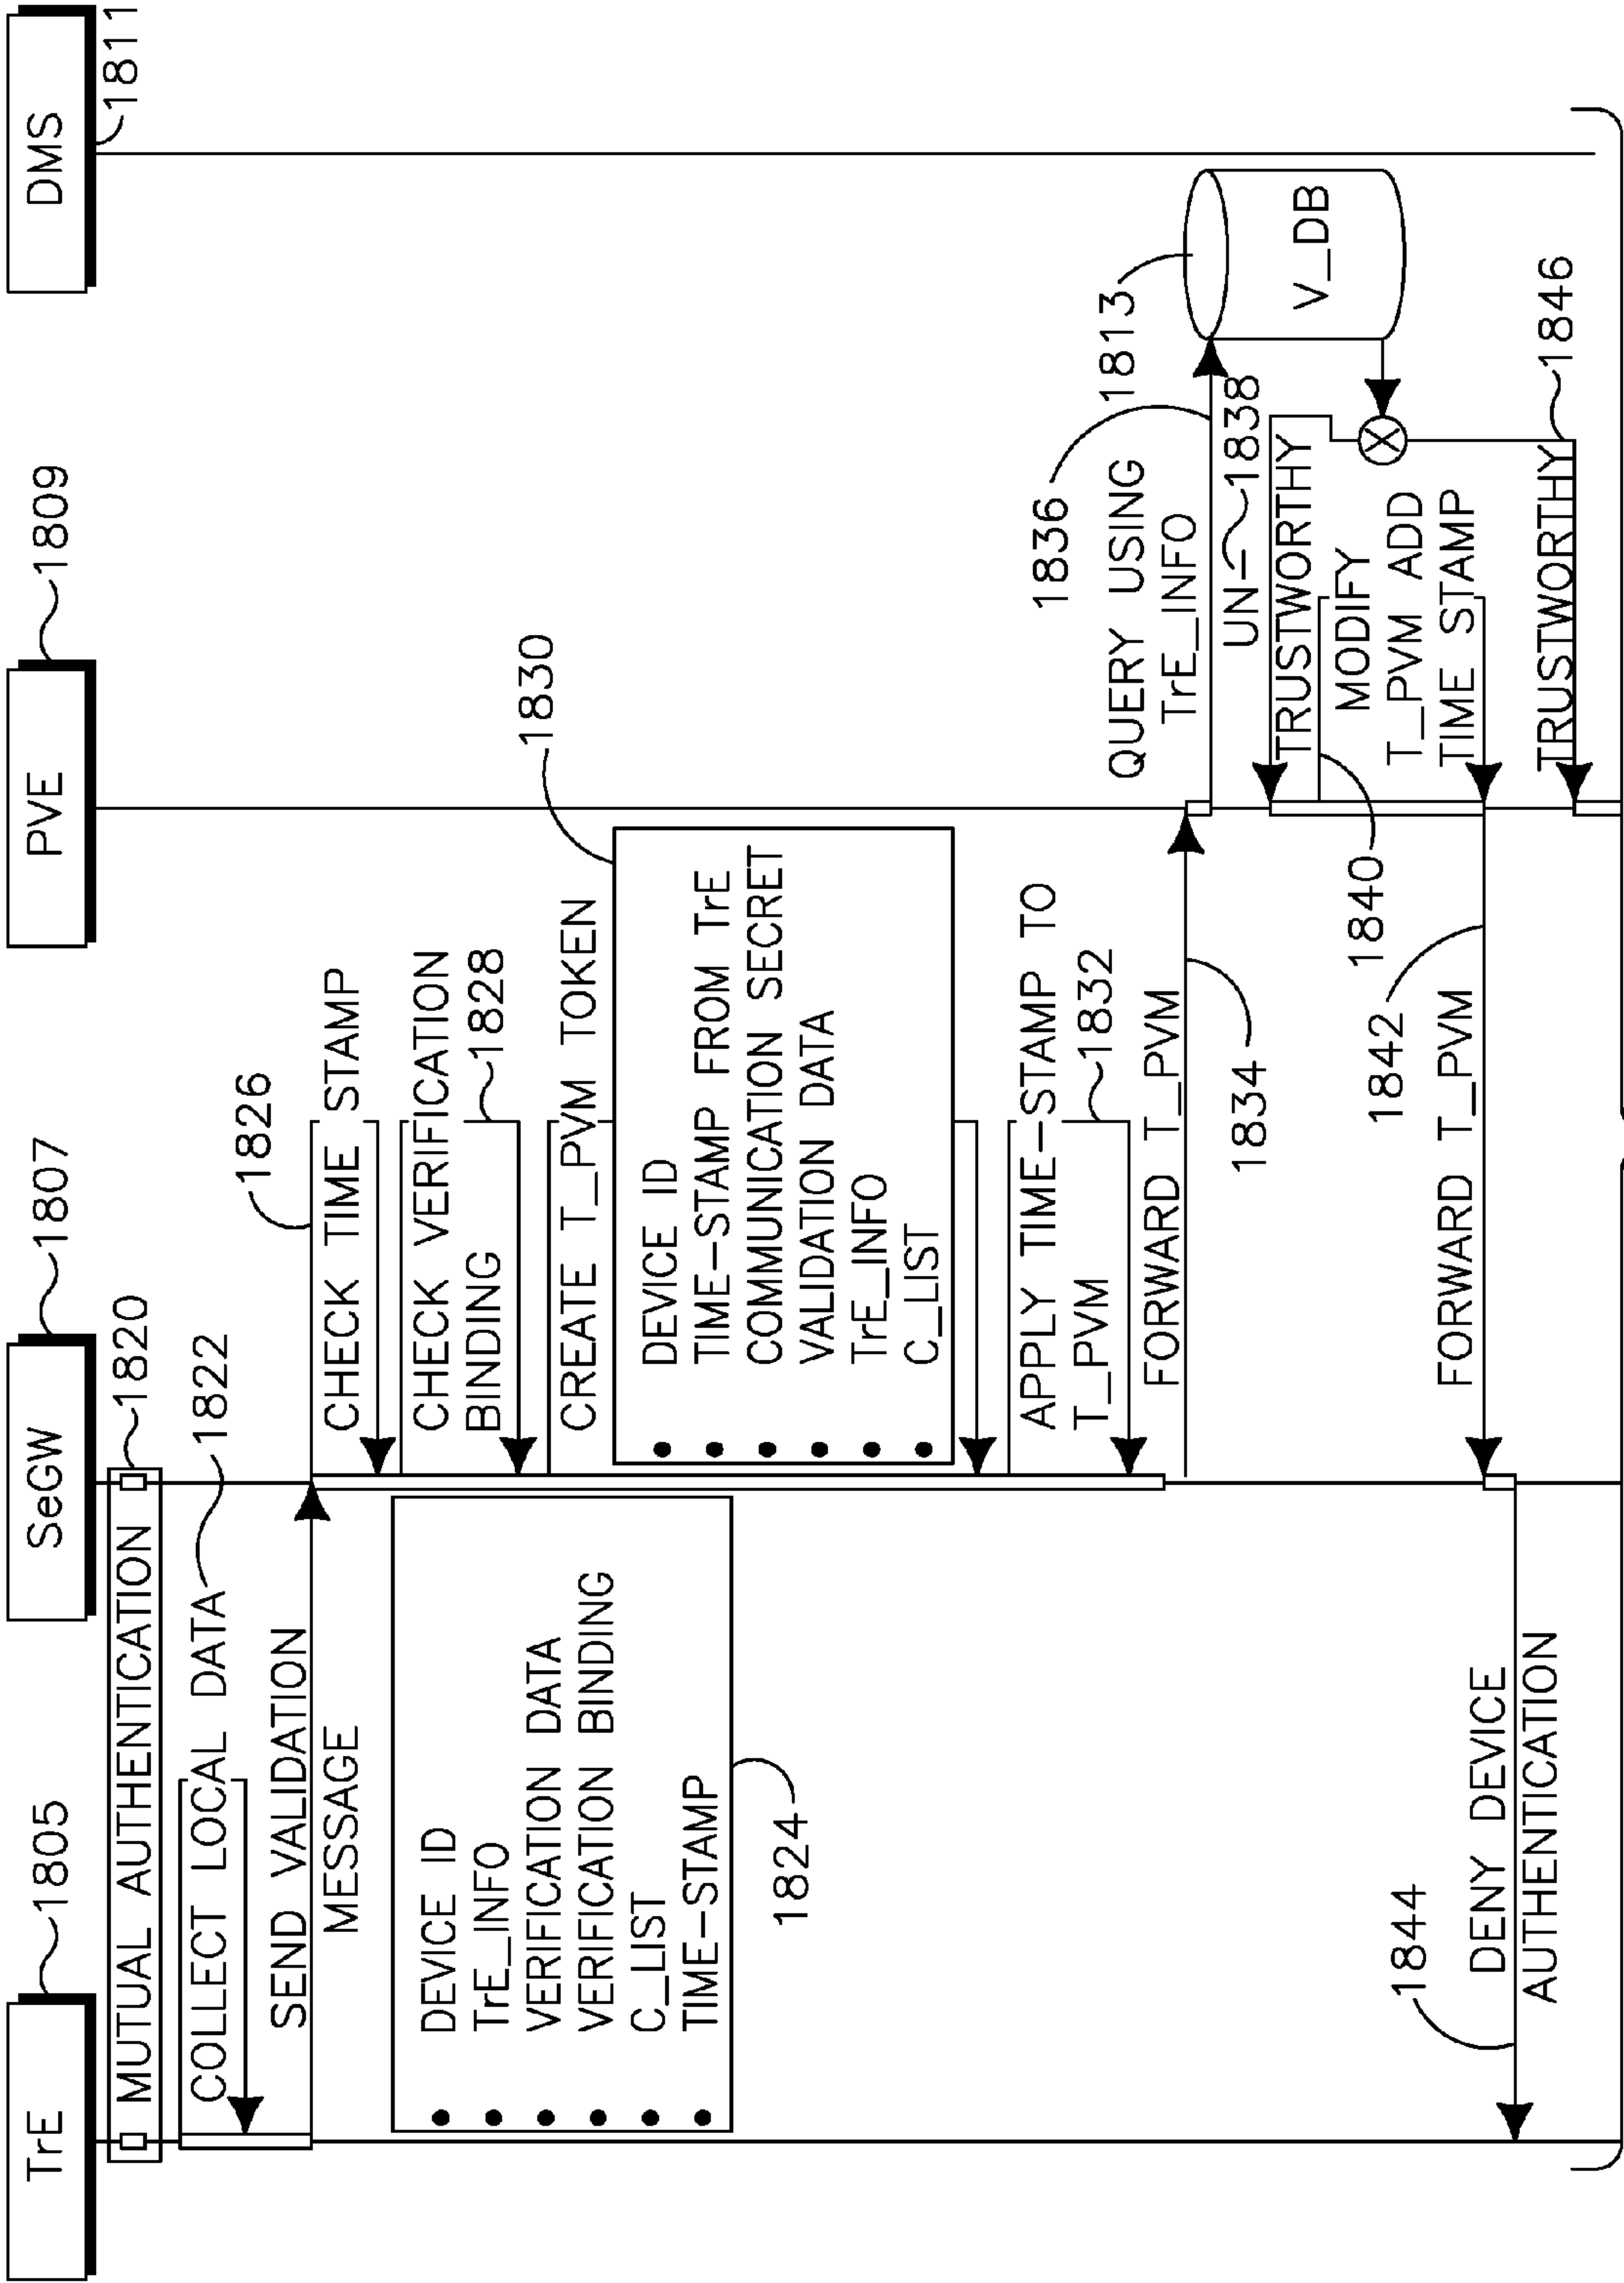 TrE
1805
SeGW
1807
PVE
1809
DMS
1811
MUTUAL AUTHENTICATION
1820
COLLECT LOCAL DATA
1822
SEND VALIDATION
MESSAGE
DEVICE ID
TrE_INFO
VERIFICATION DATA
VERIFICATION BINDING
C_LIST
TIME-STAMP
1824
1826
CHECK TIME STAMP
CHECK VERIFICATION
BINDING
1828
CREATE T_PVM TOKEN
1830
DEVICE ID
TIME-STAMP FROM TrE
COMMUNICATION SECRET
VALIDATION DATA
TrE_INFO
C_LIST
APPLY TIME-STAMP TO
T_PVM
1832
FORWARD T_PVM
1834
1836
QUERY USING
TrE_INFO
1813
V_DB
UN-
1838
TRUSTWORTHY
MODIFY
T_PVM ADD
TIME STAMP
1840
1842
FORWARD T_PVM
TRUSTWORTHY
1846
1844
DENY DEVICE
AUTHENTICATION